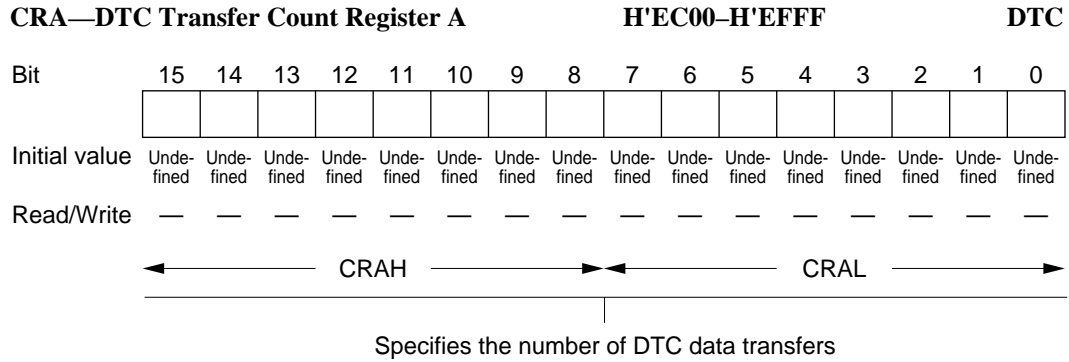 CRA—DTC Transfer Count Register A H'EC00–H'EFFF DTC
Bit 15 14 13 12 11 10 9 8 7 6 5 4 3 2 1 0
Initial value Unde- Unde- Unde- Unde- Unde- Unde- Unde- Unde- Unde- Unde- Unde- Unde- Unde- Unde- Unde- Unde-
fined fined fined fined fined fined fined fined fined fined fined fined fined fined fined fined
Read/Write — — — — — — — — — — — — — — — —
CRAH CRAL
Specifies the number of DTC data transfers